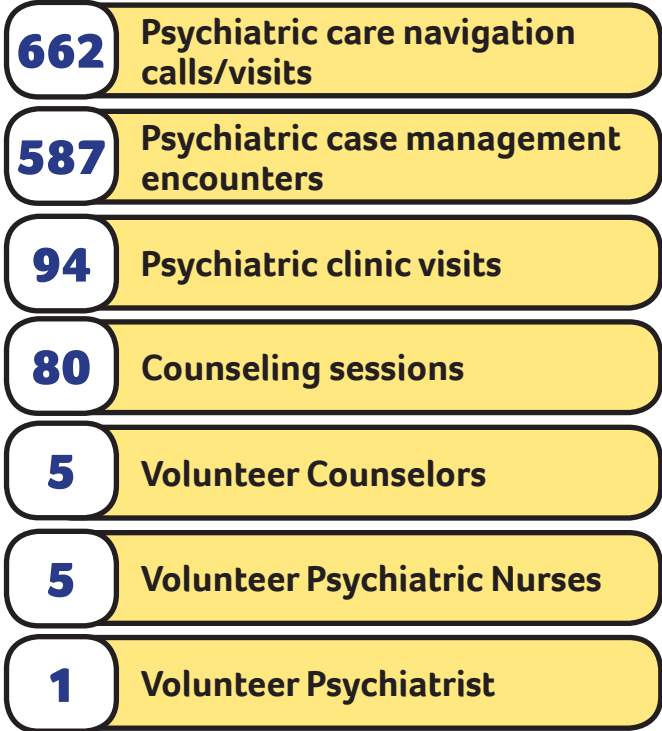 662
Psychiatric care navigation
calls/visits
587
Psychiatric case management
encounters
94
Psychiatric clinic visits
80
Counseling sessions
5
Volunteer Counselors
5
Volunteer Psychiatric Nurses
1
Volunteer Psychiatrist